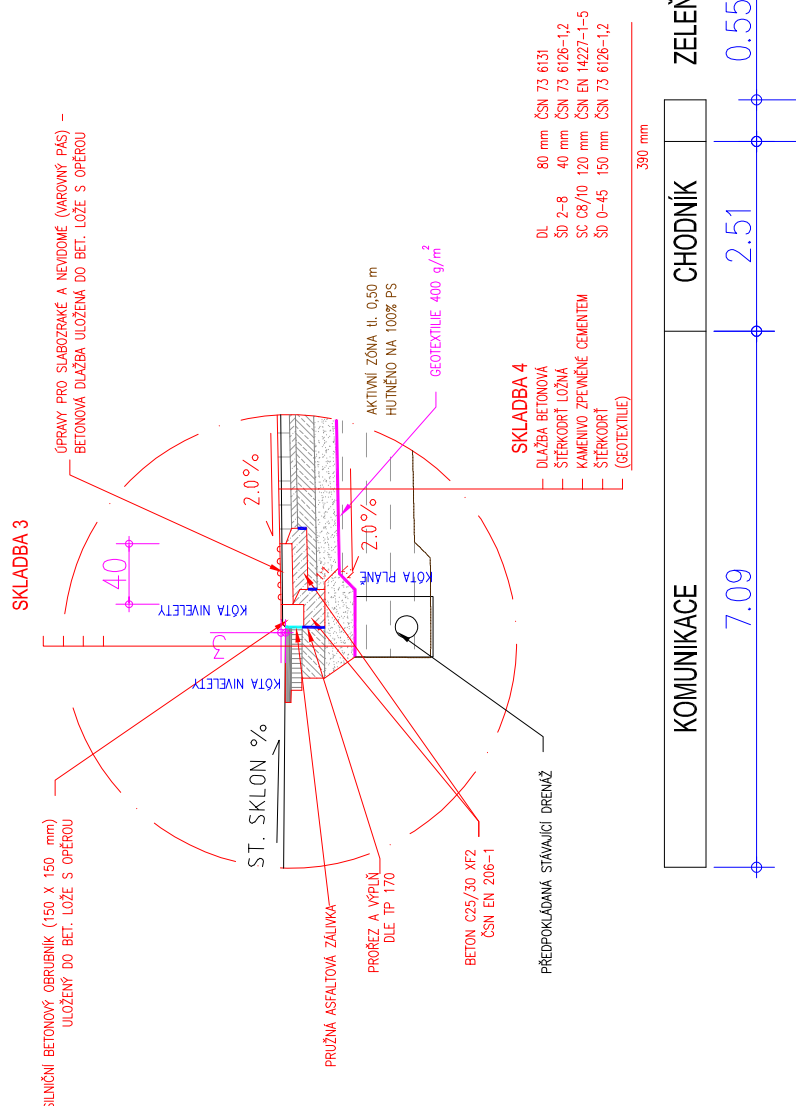 SKLADBA 3
ÚPRAVY PRO SLABOZRAKÉ A NEVIDOMÉ (VAROVNÝ PÁS) –
BETONOVÁ DLAŽBA ULOŽENÁ DO BET. LOŽE S OPĚROU
SILNIČNÍ BETONOVÝ OBRUBNÍK (150 X 150 mm)
ULOŽENÝ DO BET. LOŽE S OPĚROU
40
3
KÓTA NIVELETY
KÓTA NIVELETY
ST. SKLON %
2.0%
2.0%
KÓTA PLÁNĚ
1:1
AKTIVNÍ ZÓNA tl. 0,50 m
HUTNĚNO NA 100% PS
GEOTEXTILIE 400 g/m²
PRUŽNÁ ASFALTOVÁ ZÁLIVKA
PROŘEZ A VÝPLŇ
DLE TP 170
BETON C25/30 XF2
ČSN EN 206-1
PŘEDPOKLÁDANÁ STÁVAJÍCÍ DRENÁŽ
SKLADBA 4
DLAŽBA BETONOVÁ DL 80 mm ČSN 73 6131
ŠTĚRKODRŤ LOŽNÁ ŠD 2-8 40 mm ČSN 73 6126-1,2
KAMENIVO ZPEVNĚNÉ CEMENTEM SC C8/10 120 mm ČSN EN 14227-1-5
ŠTĚRKODRŤ ŠD 0-45 150 mm ČSN 73 6126-1,2
(GEOTEXTILIE)
390 mm
KOMUNIKACE
CHODNÍK
ZELEŇ
7.09
2.51
0.55